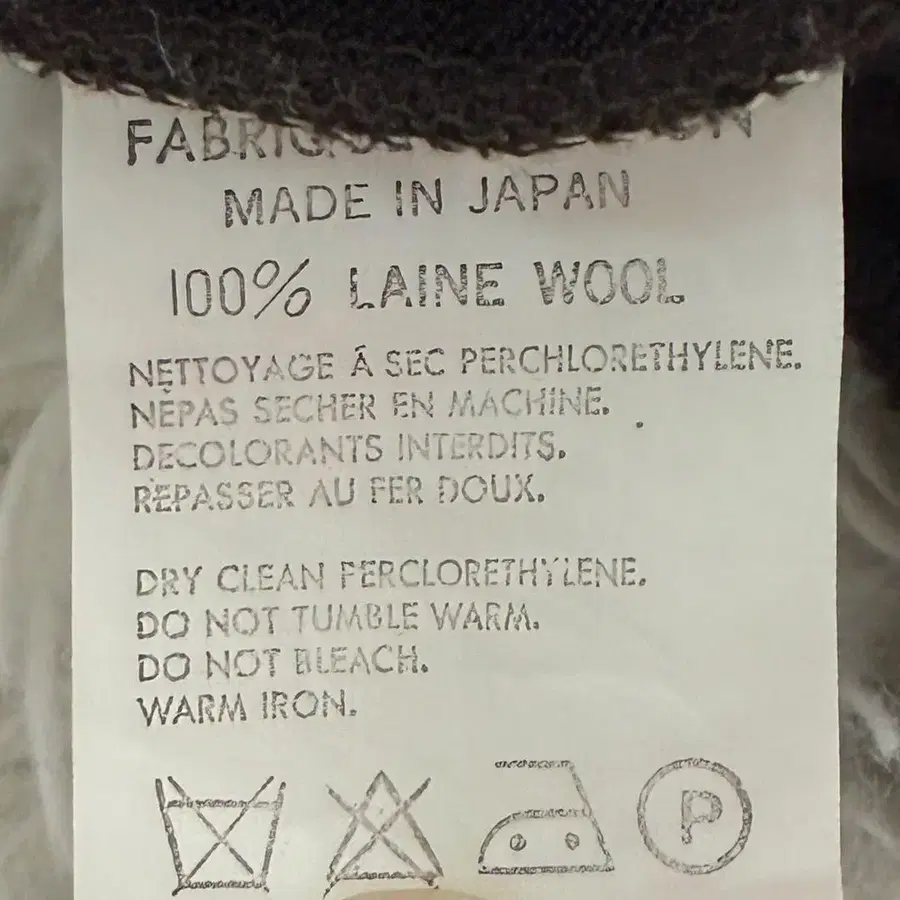 MADE IN JAPAN
100% LAINE WOOL
NETTOYAGE Á SEC PERCHLORETHYLENE.
NEPAS SECHER EN MACHINE.
DECOLORANTS INTERDITS.
REPASSER AU FER DOUX.
DRY CLEAN PERCLORETHYLENE.
DO NOT TUMBLE WARM.
DO NOT BLEACH.
WARM IRON.
P